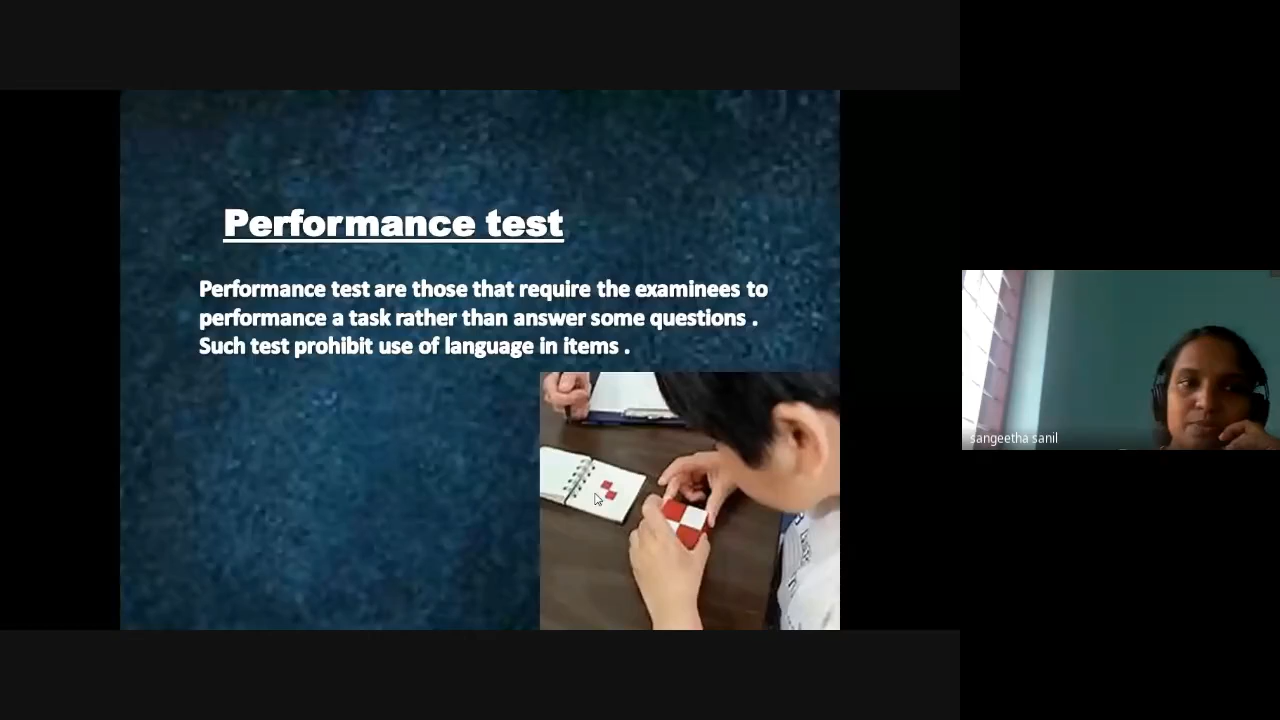 Performance test
Performance test are those that require the examinees to
performance a task rather than answer some questions .
Such test prohibit use of language in items .
sangeetha sanil